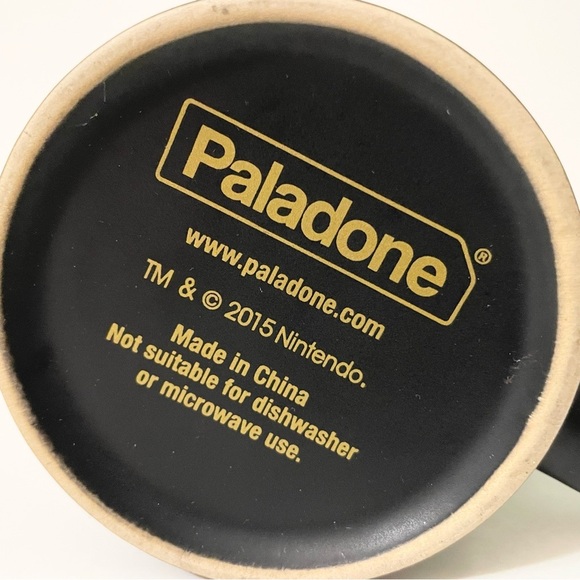 Paladone®
www.paladone.com
TM & © 2015 Nintendo.
Made in China
Not suitable for dishwasher
or microwave use.